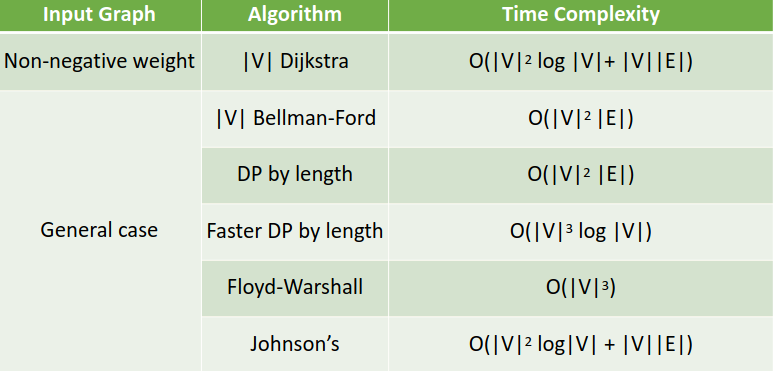 Input Graph Algorithm Time Complexity
Non-negative weight |V| Dijkstra O(|V|² log |V|+ |V||E|)
General case
|V| Bellman-Ford O(|V|² |E|)
DP by length O(|V|² |E|)
Faster DP by length O(|V|³ log |V|)
Floyd-Warshall O(|V|³)
Johnson’s O(|V|² log|V| + |V||E|)